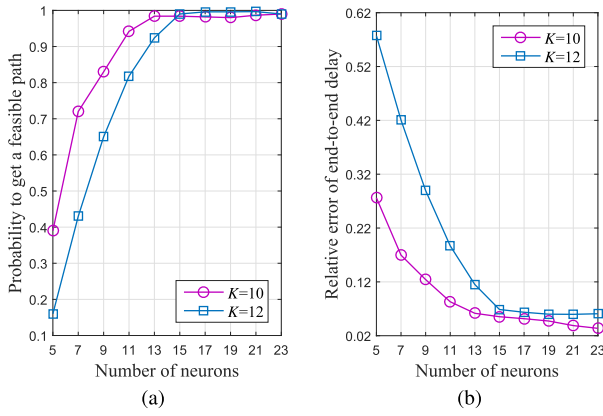 1
0.9
0.8
0.7
0.6
0.5
0.4
0.3
0.2
0.1
Probability to get a feasible path
K=10
K=12
5 7 9 11 13 15 17 19 21 23
Number of neurons
(a)
0.62
0.52
0.42
0.32
0.22
0.12
0.02
Relative error of end-to-end delay
K=10
K=12
5 7 9 11 13 15 17 19 21 23
Number of neurons
(b)